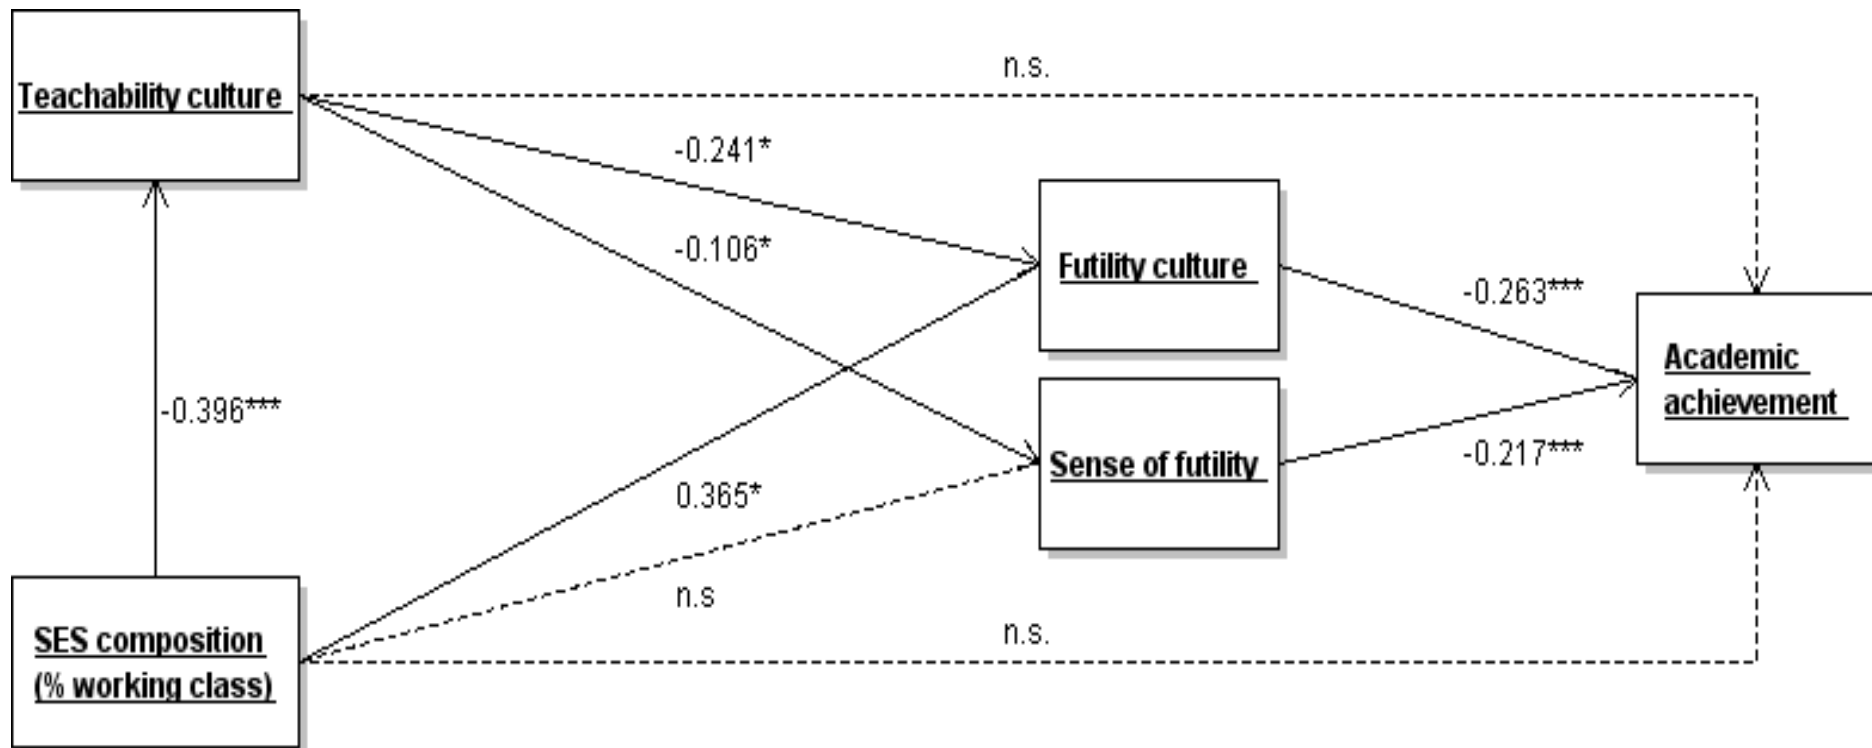 n.s.
Teachability culture
-0.241*
-0.106*
Futility culture
-0.263***
Academic
achievement
-0.396***
Sense of futility
-0.217***
0.365*
n.s
n.s.
SES composition
(% working class)